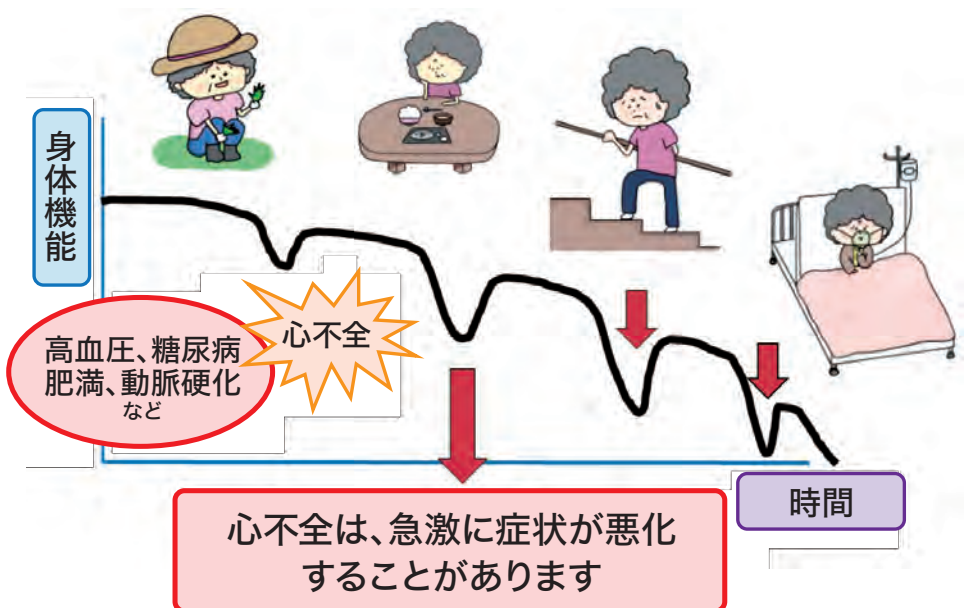 身体機能
高血圧、糖尿病
肥満、動脈硬化
など
心不全
時間
心不全は、急激に症状が悪化
することがあります